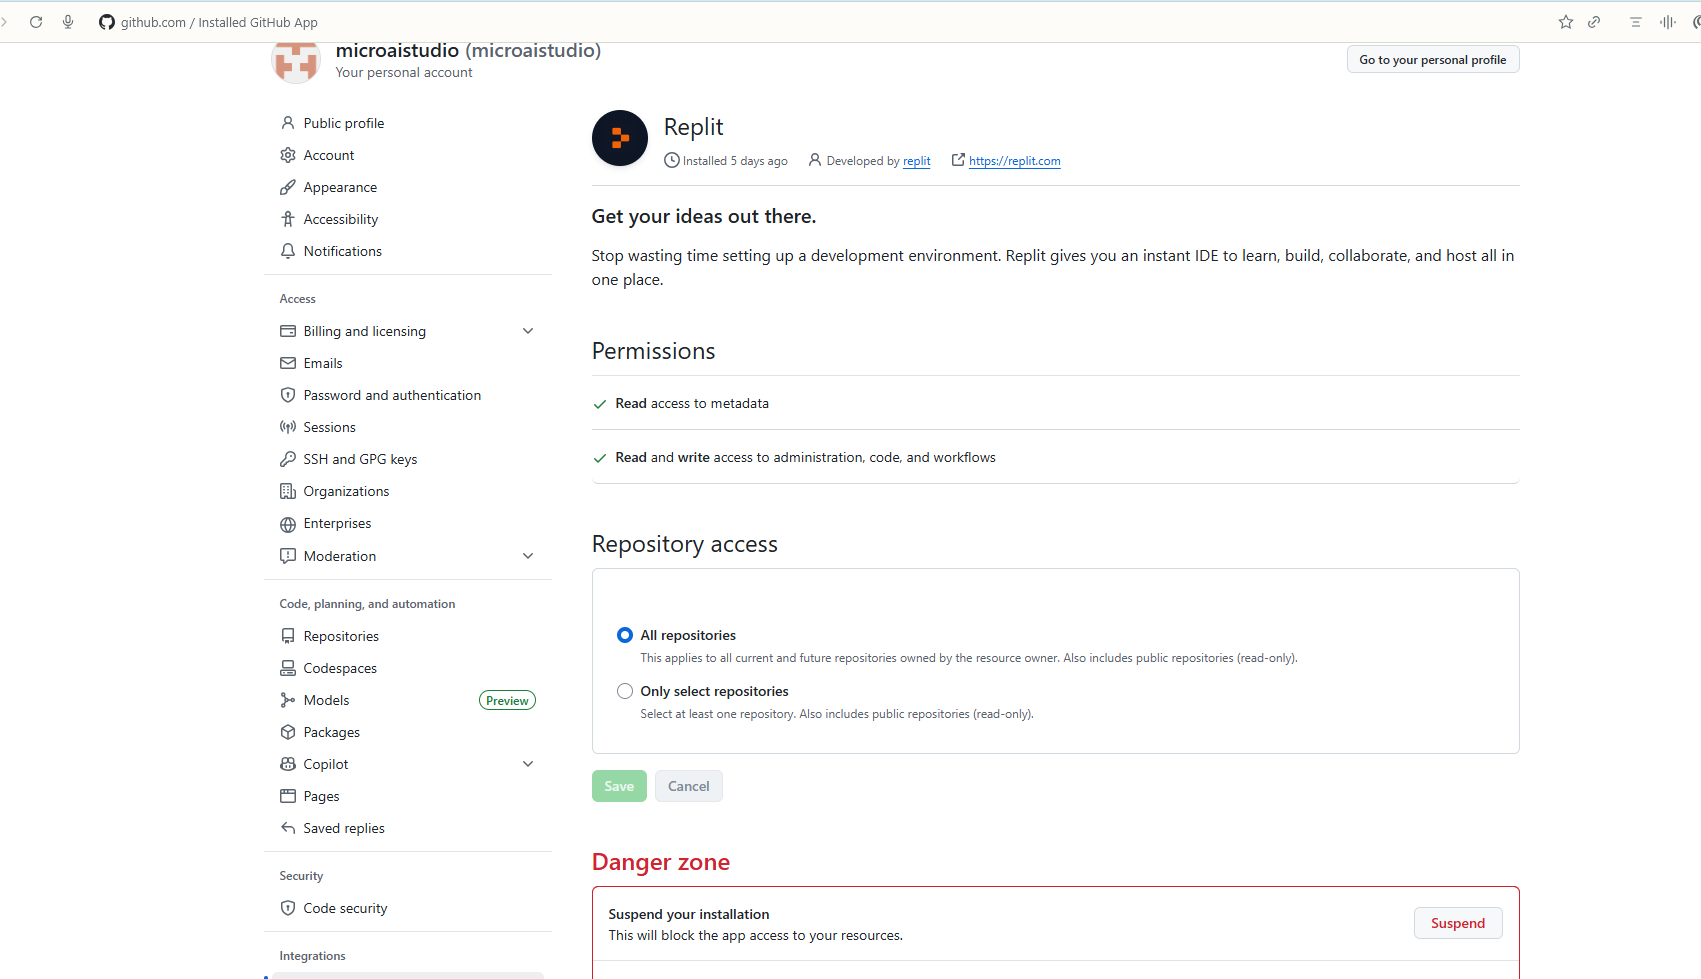 github.com / Installed GitHub App
microaistudio (microaistudio)
Your personal account
Go to your personal profile
Public profile
Account
Appearance
Accessibility
Notifications
Access
Billing and licensing
Emails
Password and authentication
Sessions
SSH and GPG keys
Organizations
Enterprises
Moderation
Code, planning, and automation
Repositories
Codespaces
Models Preview
Packages
Copilot
Pages
Saved replies
Security
Code security
Integrations
Replit
Installed 5 days ago Developed by replit https://replit.com
Get your ideas out there.
Stop wasting time setting up a development environment. Replit gives you an instant IDE to learn, build, collaborate, and host all in
one place.
Permissions
Read access to metadata
Read and write access to administration, code, and workflows
Repository access
All repositories
This applies to all current and future repositories owned by the resource owner. Also includes public repositories (read-only).
Only select repositories
Select at least one repository. Also includes public repositories (read-only).
Save Cancel
Danger zone
Suspend your installation
This will block the app access to your resources.
Suspend